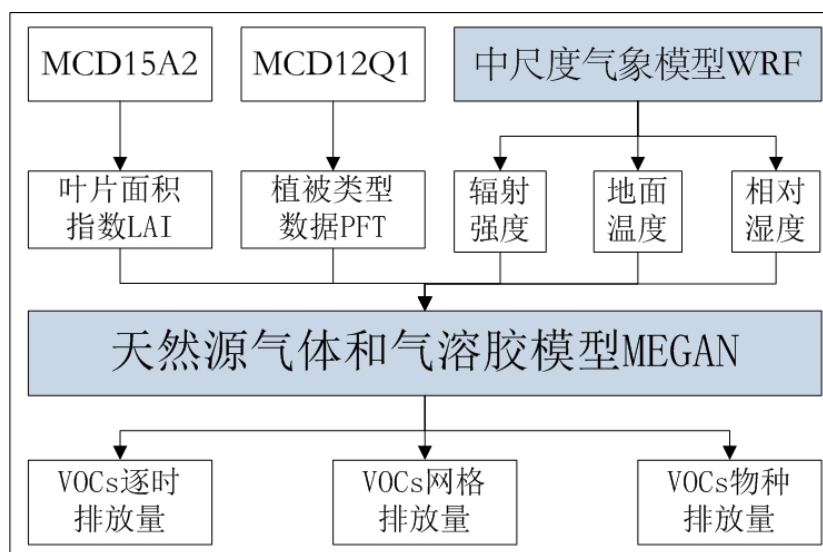 MCD15A2
MCD12Q1
中尺度气象模型WRF
叶片面积
指数LAI
植被类型
数据PFT
辐射
强度
地面
温度
相对
湿度
天然源气体和气溶胶模型MEGAN
VOCs逐时
排放量
VOCs网格
排放量
VOCs物种
排放量